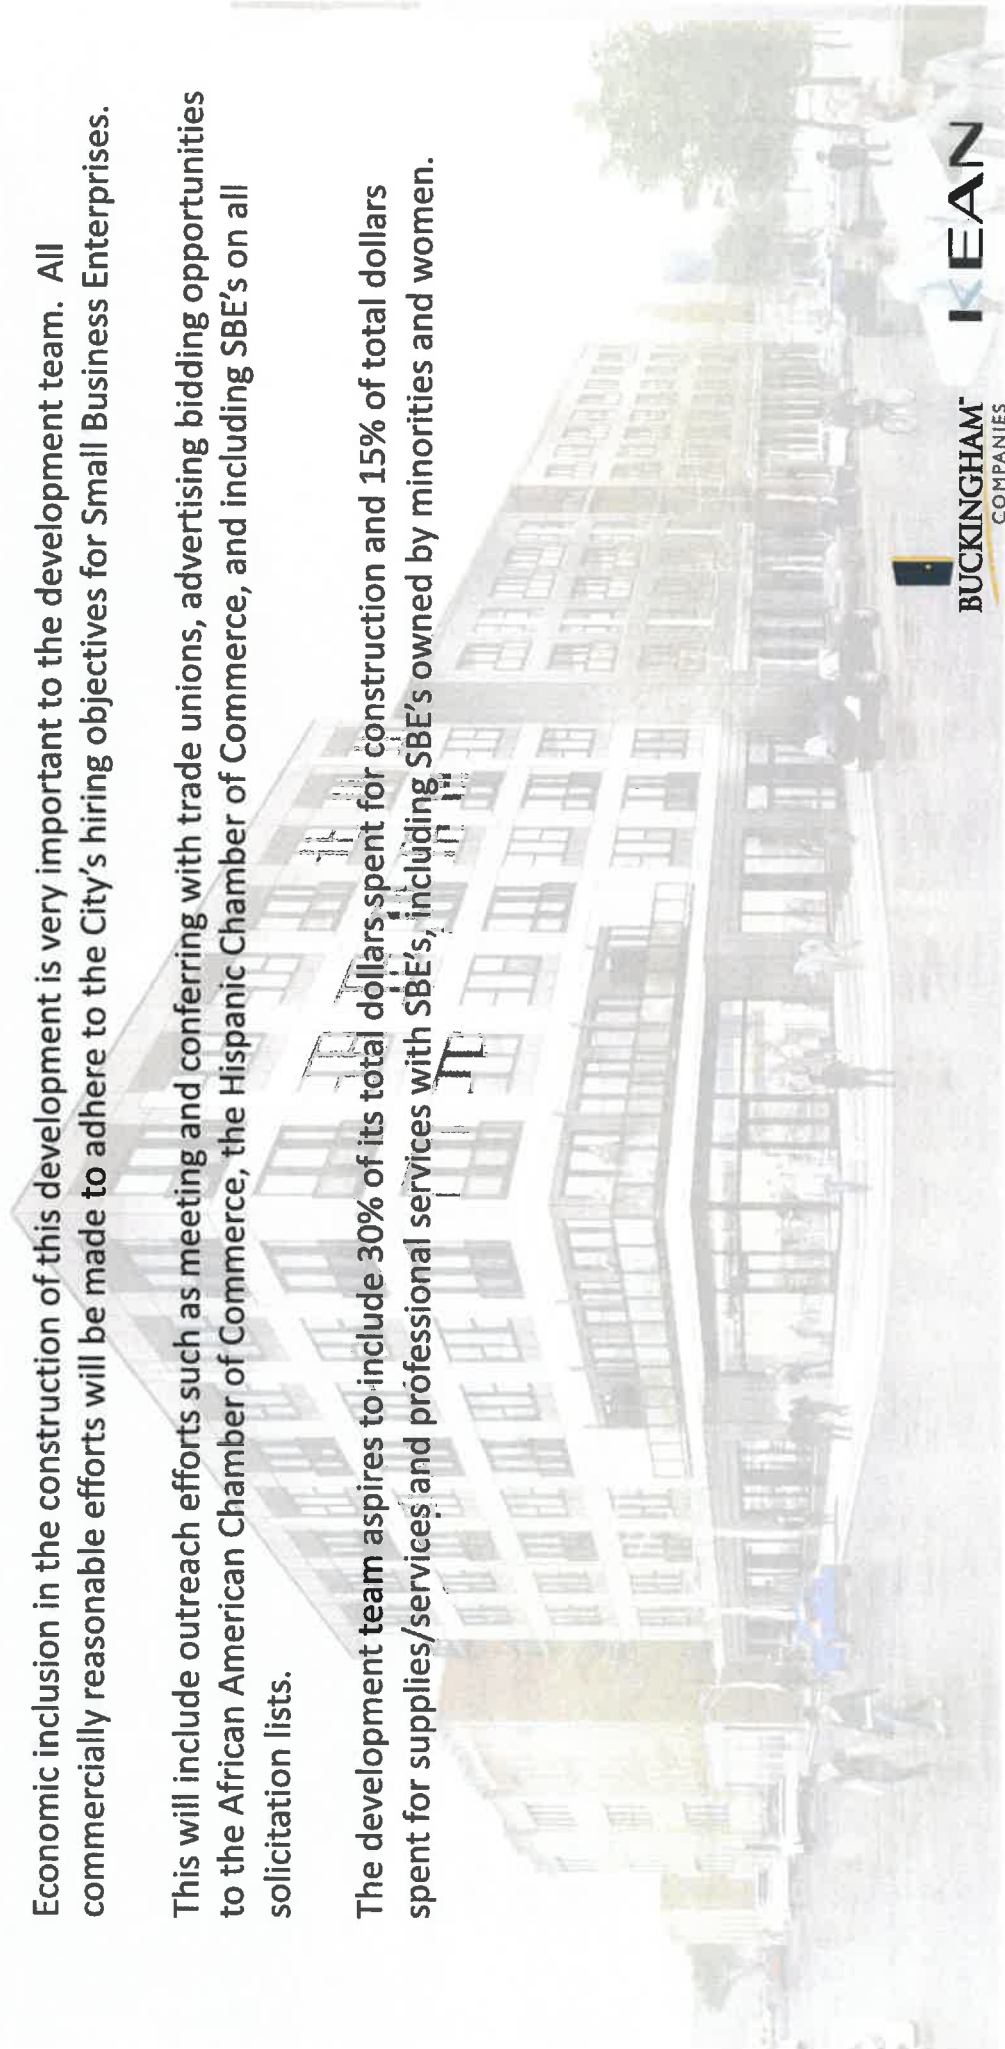 Economic inclusion in the construction of this development is very important to the development team.  All
commercially reasonable efforts will be made to adhere to the City's hiring objectives for Small Business Enterprises.
This will include outreach efforts such as meeting and conferring with trade unions, advertising bidding opportunities
to the African American Chamber of Commerce, the Hispanic Chamber of Commerce, and including SBE's on all
solicitation lists.
The development team aspires to include 30% of its total dollars spent for construction and 15% of total dollars
spent for supplies/services and professional services with SBE's, including SBE's owned by minorities and women.
BUCKINGHAM™
COMPANIES
KEAN